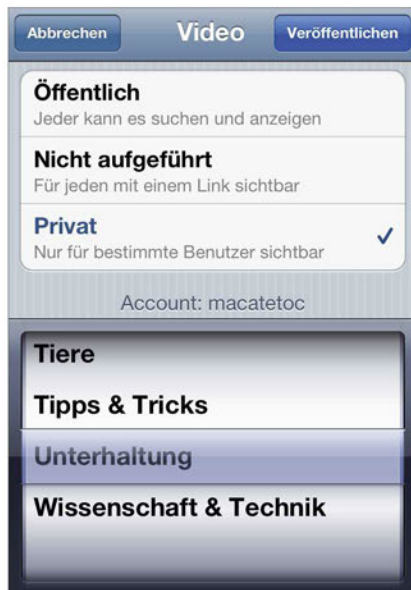 Abbrechen Video Veröffentlichen
Öffentlich
Jeder kann es suchen und anzeigen
Nicht aufgeführt
Für jeden mit einem Link sichtbar
Privat
Nur für bestimmte Benutzer sichtbar
Account: macatetoc
Tiere
Tipps & Tricks
Unterhaltung
Wissenschaft & Technik